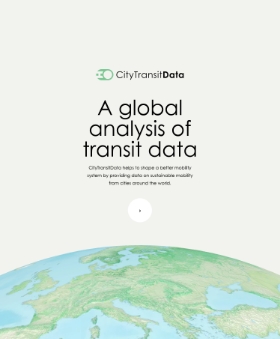 CityTransitData
A global
analysis of
transit data
CityTransitData helps to shape a better mobility
system by providing data on sustainable mobility
from cities around the world.